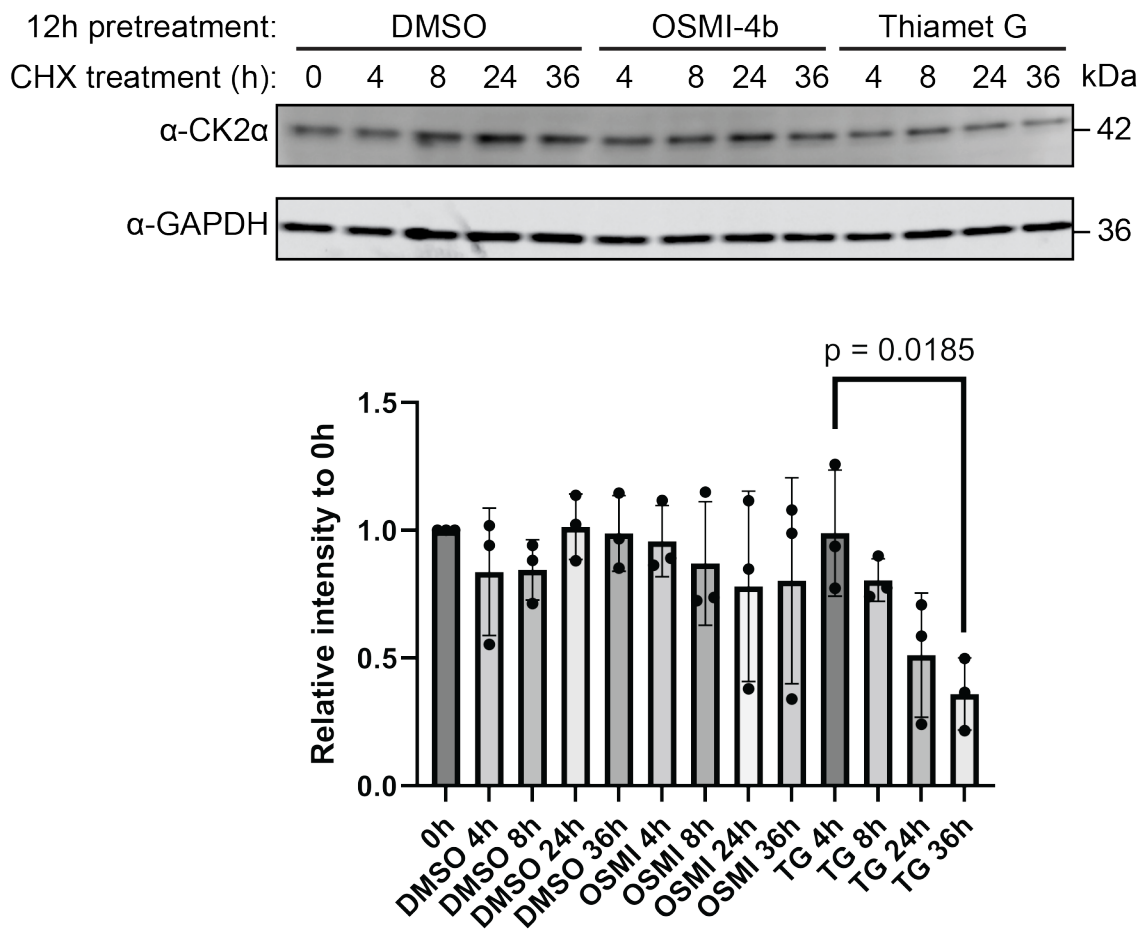 12h pretreatment: DMSO OSMI-4b Thiamet G
CHX treatment (h): 0 4 8 24 36 4 8 24 36 4 8 24 36 kDa
α-CK2α 42
α-GAPDH 36
p = 0.0185
Relative intensity to 0h
1.5
1.0
0.5
0.0
0h DMSO 4h DMSO 8h DMSO 24h DMSO 36h OSMI 4h OSMI 8h OSMI 24h OSMI 36h TG 4h TG 8h TG 24h TG 36h